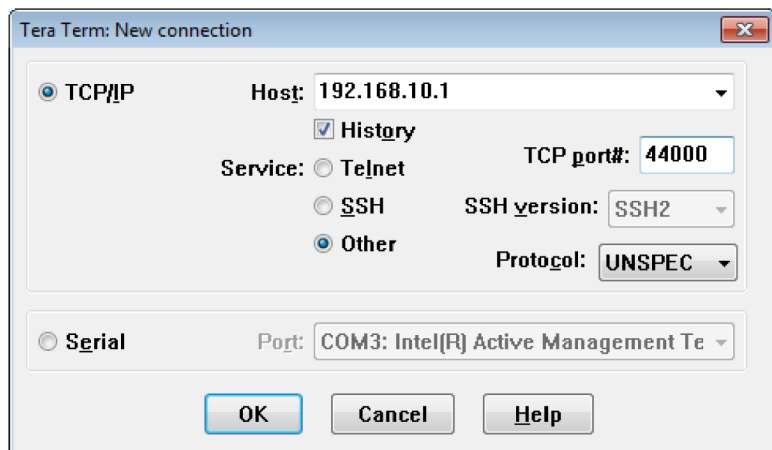 Tera Term: New connection
TCP/IP
Host: 192.168.10.1
History
Service: Telnet
TCP port#: 44000
SSH
SSH version: SSH2
Other
Protocol: UNSPEC
Serial
Port: COM3: Intel(R) Active Management Te
OK
Cancel
Help